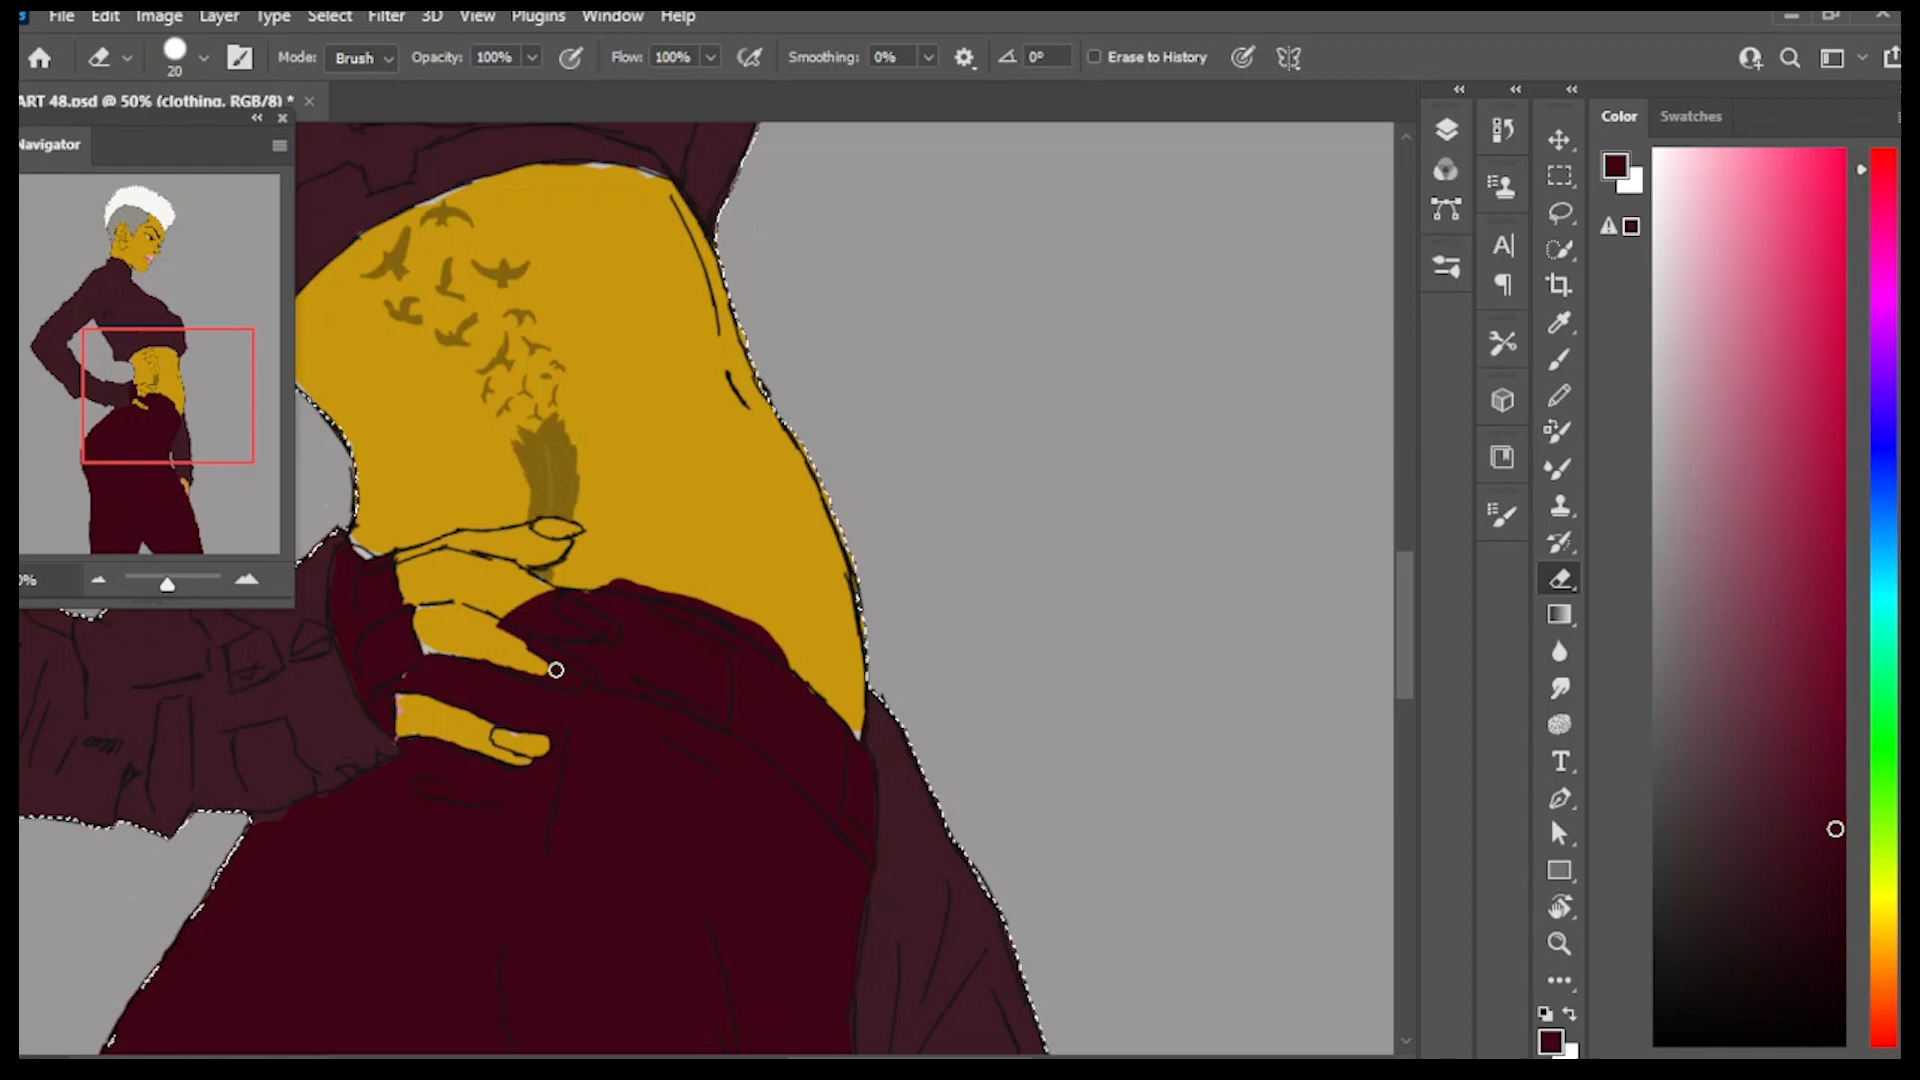 File Edit Image Layer Type Select Filter 3D View Plugins Window Help
20 Mode: Brush Opacity: 100% Flow: 100% Smoothing: 0% 0° Erase to History
ART 48.psd @ 50% (clothing, RGB/8) *
Navigator
Color Swatches
0%